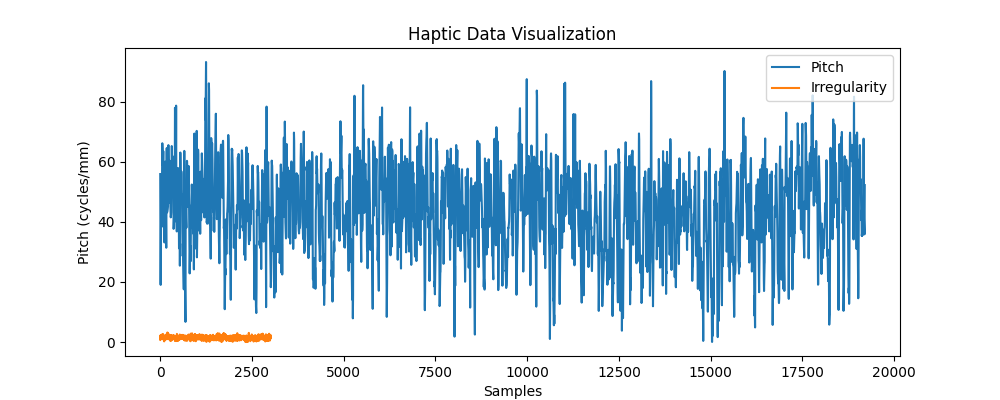 Haptic Data Visualization
Pitch
Irregularity
Pitch (cycles/mm)
80
60
40
20
0
0 2500 5000 7500 10000 12500 15000 17500 20000
Samples